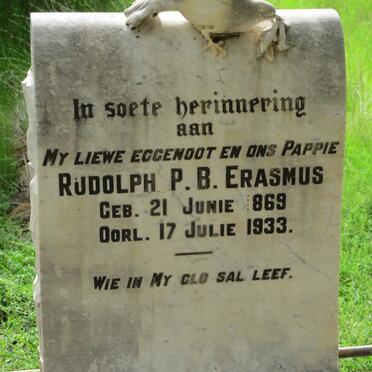 In soete herinnering
aan
MY LIEWE EGGENOOT EN ONS PAPPIE
RUDOLPH P. B. ERASMUS
GEB. 21 JUNIE 1869
OORL. 17 JULIE 1933.
WIE IN MY GLO SAL LEEF.